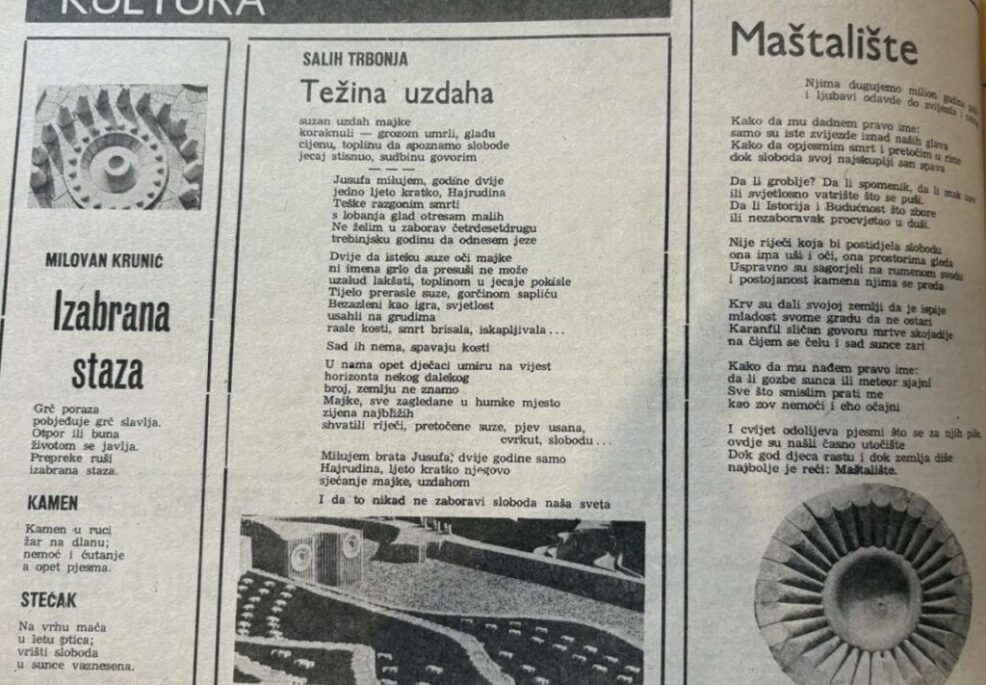 KULTURA
MILOVAN KRUNIĆ
Izabrana
staza
Grč poraza
pobjeđuje grč slavlja.
Otpor ili buna
životom se javlja.
Prepreke ruši
izabrana staza.
KAMEN
Kamen u ruci
žar na dlanu;
nemoć i ćutanje
a opet pjesma.
STEĆAK
Na vrhu mača
u letu ptica;
vrišti sloboda
u sunce vaznesena.
SALIH TRBONJA
Težina uzdaha
suzan uzdah majke
koraknuli — grozom umrli, glađu
cijenu, toplinu da spoznamo slobode
jecaj stisnuo, sudbinu govorim
— — —
Jusufa milujem, godine dvije
jedno ljeto kratko, Hajrudina
Teške razgonim smrti
s lobanja glad otresam malih
Ne želim u zaborav četrdesetdrugu
trebinjsku godinu da odnesem jeze
Dvije da isteku suze oči majke
ni imena grlo da presuši ne može
uzalud lakšati, toplinom u jecaje pokisle
Tijelo prerasle suze, gorčinom sapliću
Bezazleni kao igra, svjetlost
usahli na grudima
rasle kosti, smrt brisala, iskapljivala...
Sad ih nema, spavaju kosti
U nama opet dječaci umiru na vijest
horizonta nekog dalekog
broj, zemlju ne znamo
Majke, sve zagledane u humke mjesto
zijena najbližih
shvatili riječi, pretočene suze, pjev usana,
cvrkut, slobodu...
Milujem brata Jusufa; dvije godine samo
Hajrudina, ljeto kratko njegovo
sjećanje majke, uzdahom
I da to nikad ne zaboravi sloboda naša sveta
Maštalište
Njima dugujemo milion godina
i ljubavi odavde do zvijezda i
Kako da mu dadnem pravo ime:
samo su iste zvijezde iznad naših glava
Kako da opjesmim smrt i pretočim u rime
dok sloboda svoj najskuplji san spava
Da li groblje? Da li spomenik, da li znak
ili svjetlosno vatrište što se puši.
Da li Istorija i Budućnost što zbore
ili nezaboravak procvjetao u duši.
Nije riječi koja bi postidjela slobodu
ona ima uši i oči, ona prostorima gleda
Uspravno su sagorjeli na rumenom svodu
i postojanost kamena njima se preda
Krv su dali svojoj zemlji da je ispije
mladost svome gradu da ne ostari
Karanfil sličan govoru mrtve skojadije
na čijem se čelu i sad sunce zari
Kako da mu nađem pravo ime:
da li gozbe sunca ili meteor sjajni
Sve što smislim prati me
kao zov nemoći i eho očajni
I cvijet odolijeva pjesmi što se za njih piše,
ovdje su našli časno utočište
Dok god djeca rastu i dok zemlja diše
najbolje je reći: Maštalište.